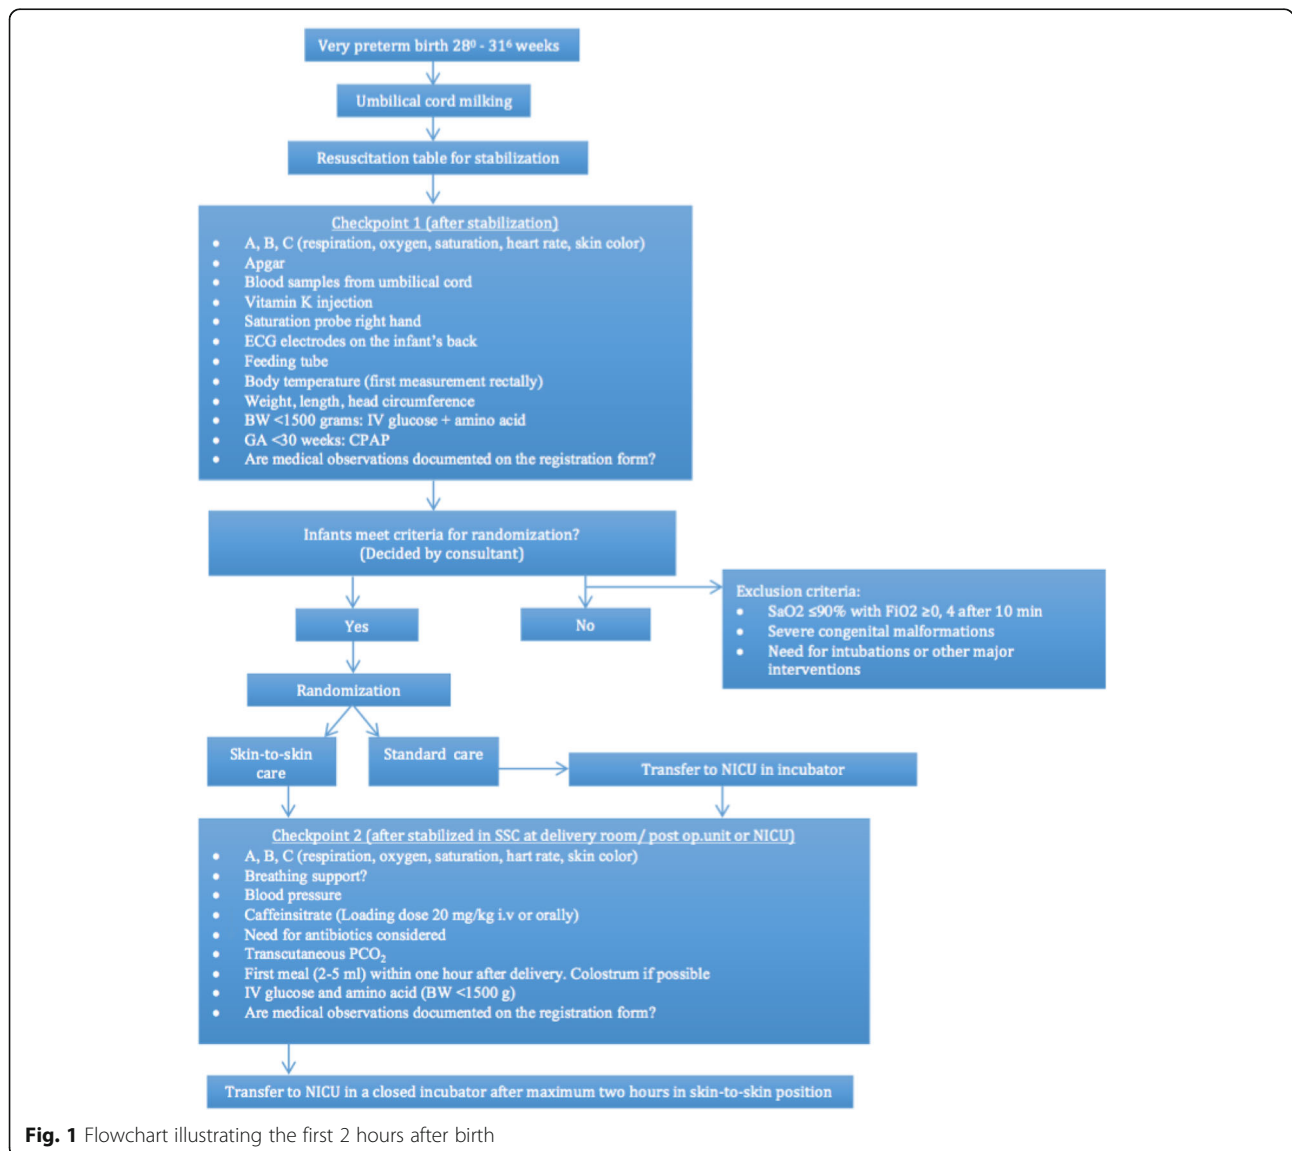 Very preterm birth 28⁰ - 31⁶ weeks
Umbilical cord milking
Resuscitation table for stabilization
Checkpoint 1 (after stabilization)
• A, B, C (respiration, oxygen, saturation, heart rate, skin color)
• Apgar
• Blood samples from umbilical cord
• Vitamin K injection
• Saturation probe right hand
• ECG electrodes on the infant's back
• Feeding tube
• Body temperature (first measurement rectally)
• Weight, length, head circumference
• BW <1500 grams: IV glucose + amino acid
• GA <30 weeks: CPAP
• Are medical observations documented on the registration form?
Infants meet criteria for randomization?
(Decided by consultant)
Exclusion criteria:
• SaO2 ≤90% with FiO2 ≥0, 4 after 10 min
• Severe congenital malformations
• Need for intubations or other major
interventions
Yes
No
Randomization
Skin-to-skin
care
Standard care
Transfer to NICU in incubator
Checkpoint 2 (after stabilized in SSC at delivery room/ post op.unit or NICU)
• A, B, C (respiration, oxygen, saturation, hart rate, skin color)
• Breathing support?
• Blood pressure
• Caffeinsitrate (Loading dose 20 mg/kg i.v or orally)
• Need for antibiotics considered
• Transcutaneous PCO₂
• First meal (2-5 ml) within one hour after delivery. Colostrum if possible
• IV glucose and amino acid (BW <1500 g)
• Are medical observations documented on the registration form?
Transfer to NICU in a closed incubator after maximum two hours in skin-to-skin position
Fig. 1 Flowchart illustrating the first 2 hours after birth